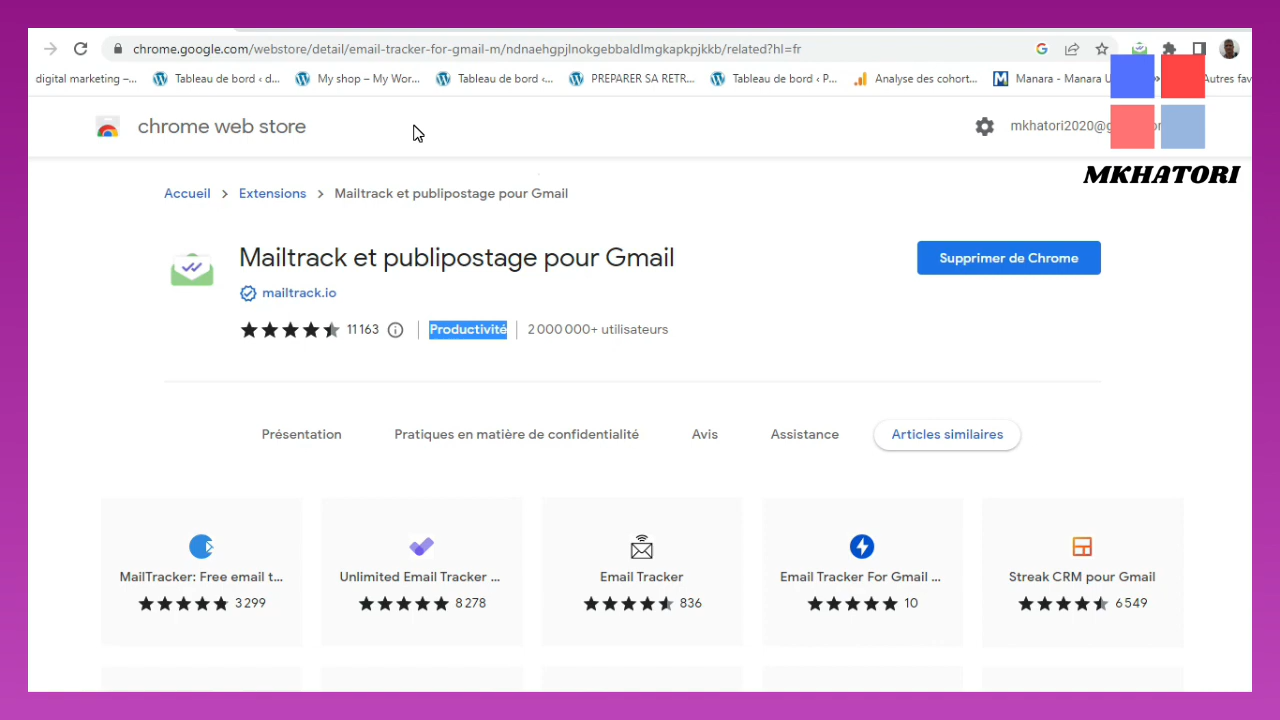 chrome.google.com/webstore/detail/email-tracker-for-gmail-m/ndnaehgpjlnokgebbaldlmgkapkpjkkb/related?hl=fr
digital marketing –... Tableau de bord ‹ d... My shop – My Wor... Tableau de bord ‹... PREPARER SA RETR... Tableau de bord ‹ P... Analyse des cohort... Manara - Manara U » Autres fav
chrome web store
mkhatori2020@g
MKHATORI
Accueil > Extensions > Mailtrack et publipostage pour Gmail
Mailtrack et publipostage pour Gmail
Supprimer de Chrome
mailtrack.io
11 163 Productivité 2 000 000+ utilisateurs
Présentation Pratiques en matière de confidentialité Avis Assistance Articles similaires
MailTracker: Free email t... Unlimited Email Tracker ... Email Tracker Email Tracker For Gmail ... Streak CRM pour Gmail
3 299 8 278 836 10 6 549